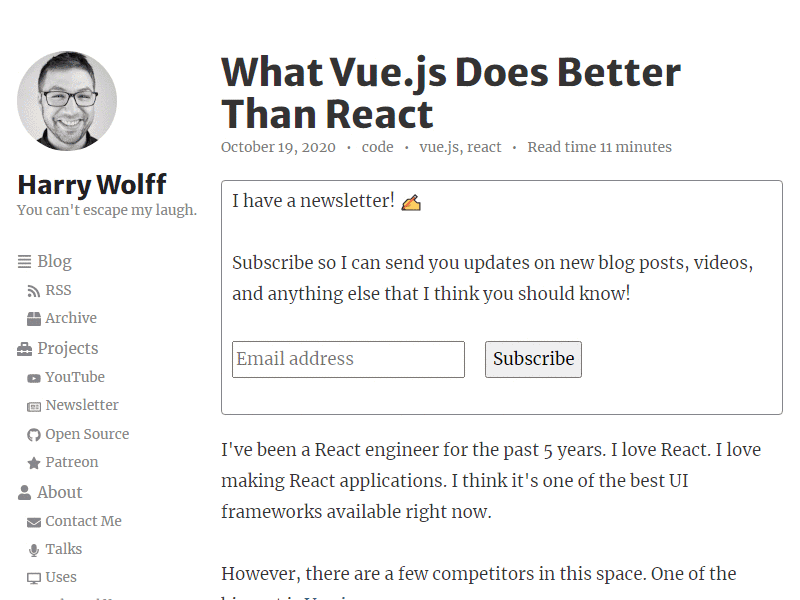 Harry Wolff
You can't escape my laugh.
Blog
RSS
Archive
Projects
YouTube
Newsletter
Open Source
Patreon
About
Contact Me
Talks
Uses
What Vue.js Does Better
Than React
October 19, 2020 • code • vue.js, react • Read time 11 minutes
I have a newsletter! ✍️
Subscribe so I can send you updates on new blog posts, videos,
and anything else that I think you should know!
Email address
Subscribe
I've been a React engineer for the past 5 years. I love React. I love
making React applications. I think it's one of the best UI
frameworks available right now.
However, there are a few competitors in this space. One of the